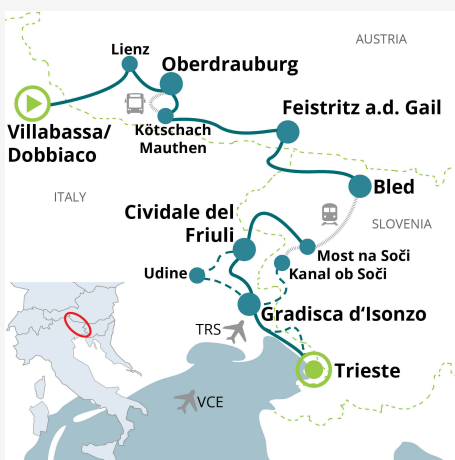 AUSTRIA
Lienz
Oberdrauburg
Feistritz a.d. Gail
Villabassa/
Dobbiaco
Kötschach
Mauthen
ITALY
Bled
Cividale del
Friuli
SLOVENIA
Most na Soči
Udine
Kanal ob Soči
Gradisca d'Isonzo
TRS
Trieste
VCE